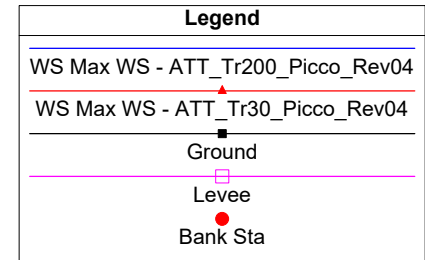 Legend
WS Max WS - ATT_Tr200_Picco_Rev04
WS Max WS - ATT_Tr30_Picco_Rev04
Ground
Levee
Bank Sta